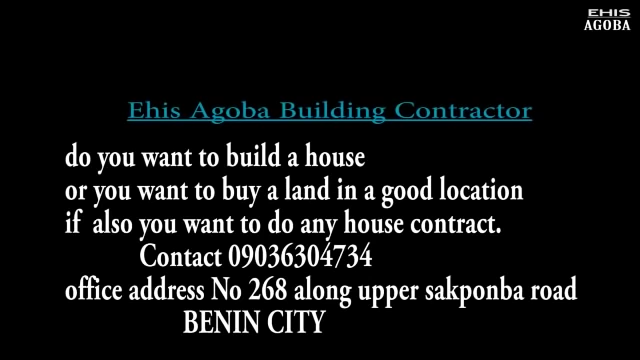 EHIS
AGOBA
Ehis Agoba Building Contractor
do you want to build a house
or you want to buy a land in a good location
if also you want to do any house contract.
Contact 09036304734
office address No 268 along upper sakponba road
BENIN CITY